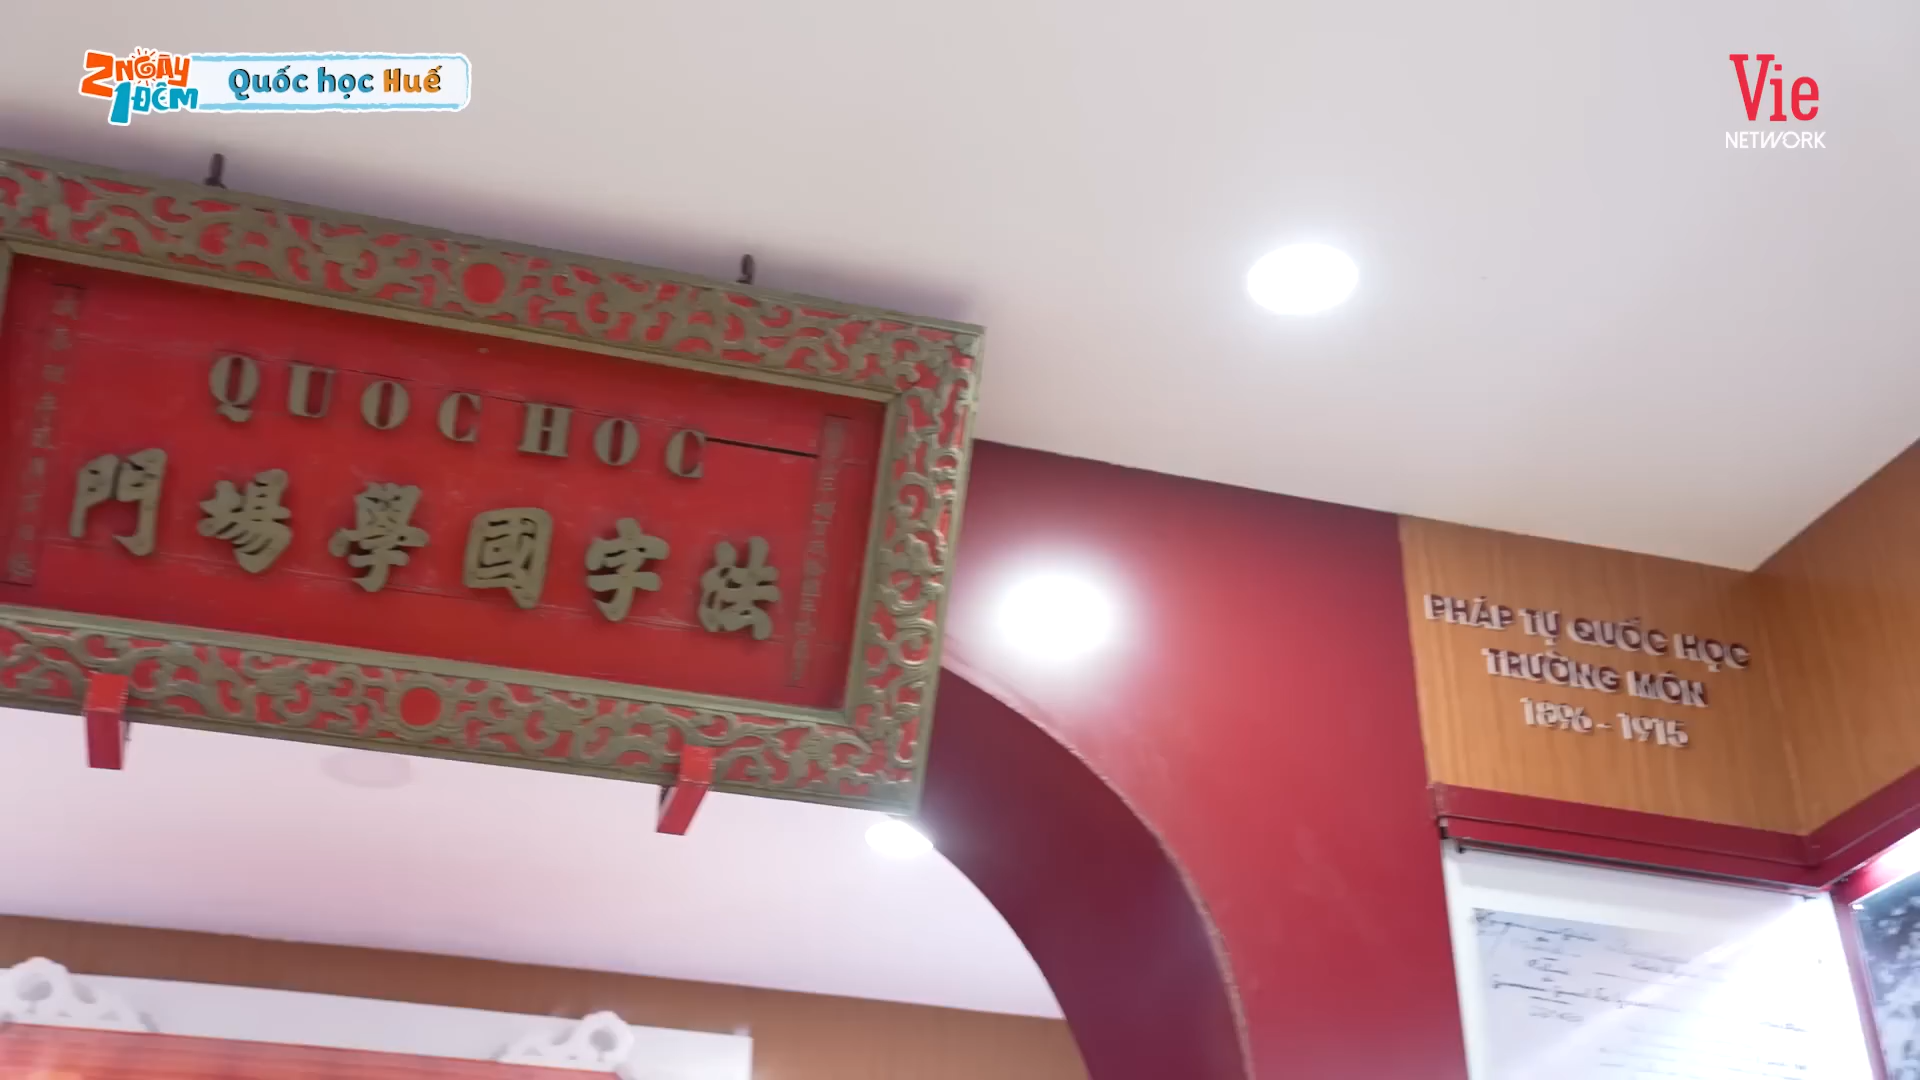 2 NGÀY
1 ĐÊM
Quốc học Huế
Vie
NETWORK
QUOC HOC
門場學國字法
PHÁP TỰ QUỐC HỌC
TRƯỜNG MÔN
1896 - 1915